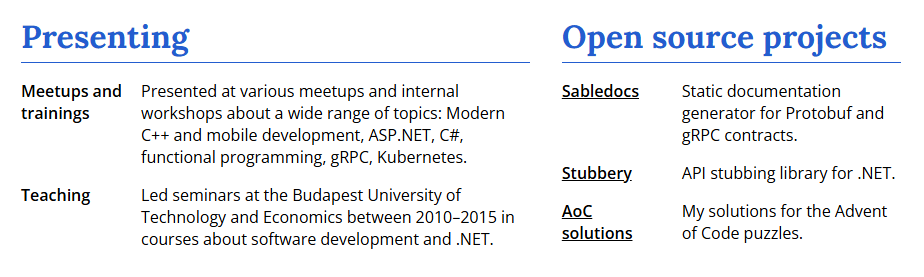 Presenting
Meetups and
trainings
Presented at various meetups and internal
workshops about a wide range of topics: Modern
C++ and mobile development, ASP.NET, C#,
functional programming, gRPC, Kubernetes.
Teaching
Led seminars at the Budapest University of
Technology and Economics between 2010–2015 in
courses about software development and .NET.
Open source projects
Sabledocs
Static documentation
generator for Protobuf and
gRPC contracts.
Stubbery
API stubbing library for .NET.
AoC
solutions
My solutions for the Advent
of Code puzzles.